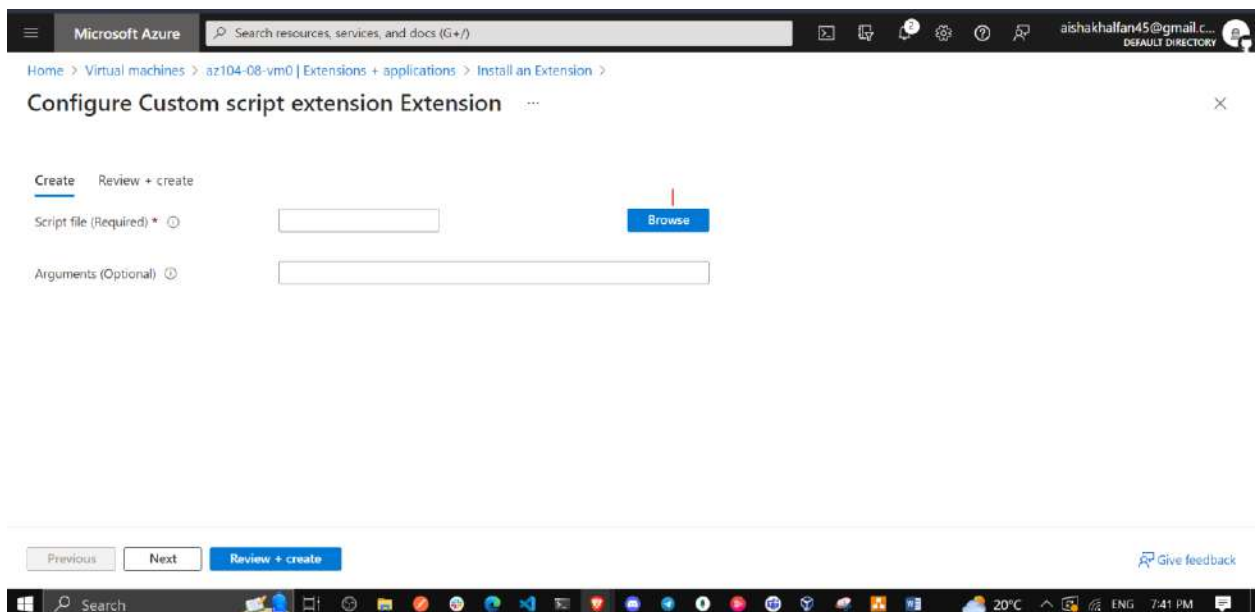 Microsoft Azure
Search resources, services, and docs (G+/)
2
aishakhalfan45@gmail.c...
DEFAULT DIRECTORY
Home > Virtual machines > az104-08-vm0 | Extensions + applications > Install an Extension >
Configure Custom script extension Extension ...
Create Review + create
Script file (Required) *
Browse
Arguments (Optional)
Previous Next Review + create
Give feedback
Search
20°C ENG 7:41 PM